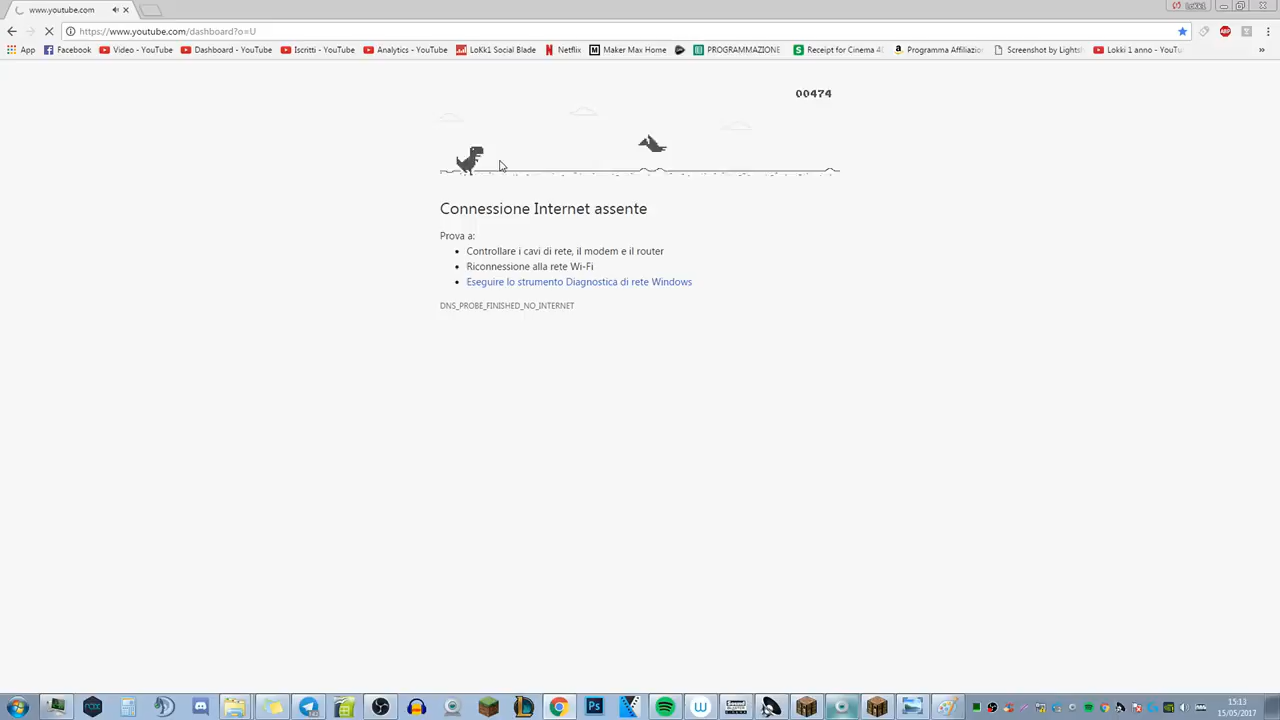 www.youtube.com
Lokki
https://www.youtube.com/dashboard?o=U
App Facebook Video - YouTube Dashboard - YouTube Iscritti - YouTube Analytics - YouTube LoKk1 Social Blade Netflix Maker Max Home PROGRAMMAZIONE Receipt for Cinema 4 Programma Affiliazio Screenshot by Lightsh Lokki 1 anno - YouTu »
00474
Connessione Internet assente
Prova a:
• Controllare i cavi di rete, il modem e il router
• Riconnessione alla rete Wi-Fi
• Eseguire lo strumento Diagnostica di rete Windows
DNS_PROBE_FINISHED_NO_INTERNET
15:13
15/05/2017